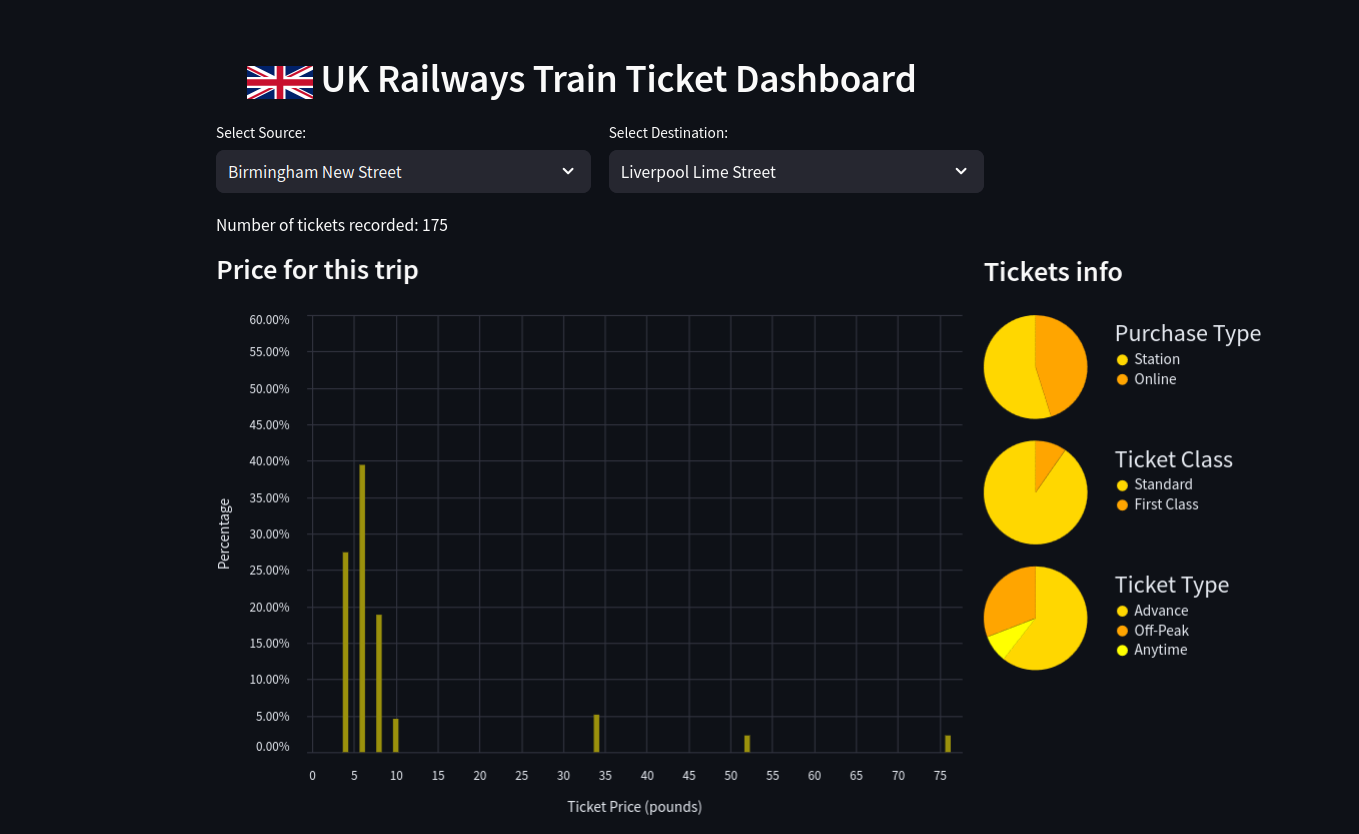 UK Railways Train Ticket Dashboard
Select Source:
Select Destination:
Birmingham New Street
Liverpool Lime Street
Number of tickets recorded: 175
Price for this trip
60.00%
55.00%
50.00%
45.00%
40.00%
35.00%
30.00%
25.00%
20.00%
15.00%
10.00%
5.00%
0.00%
Percentage
0 5 10 15 20 25 30 35 40 45 50 55 60 65 70 75
Ticket Price (pounds)
Tickets info
Purchase Type
Station
Online
Ticket Class
Standard
First Class
Ticket Type
Advance
Off-Peak
Anytime